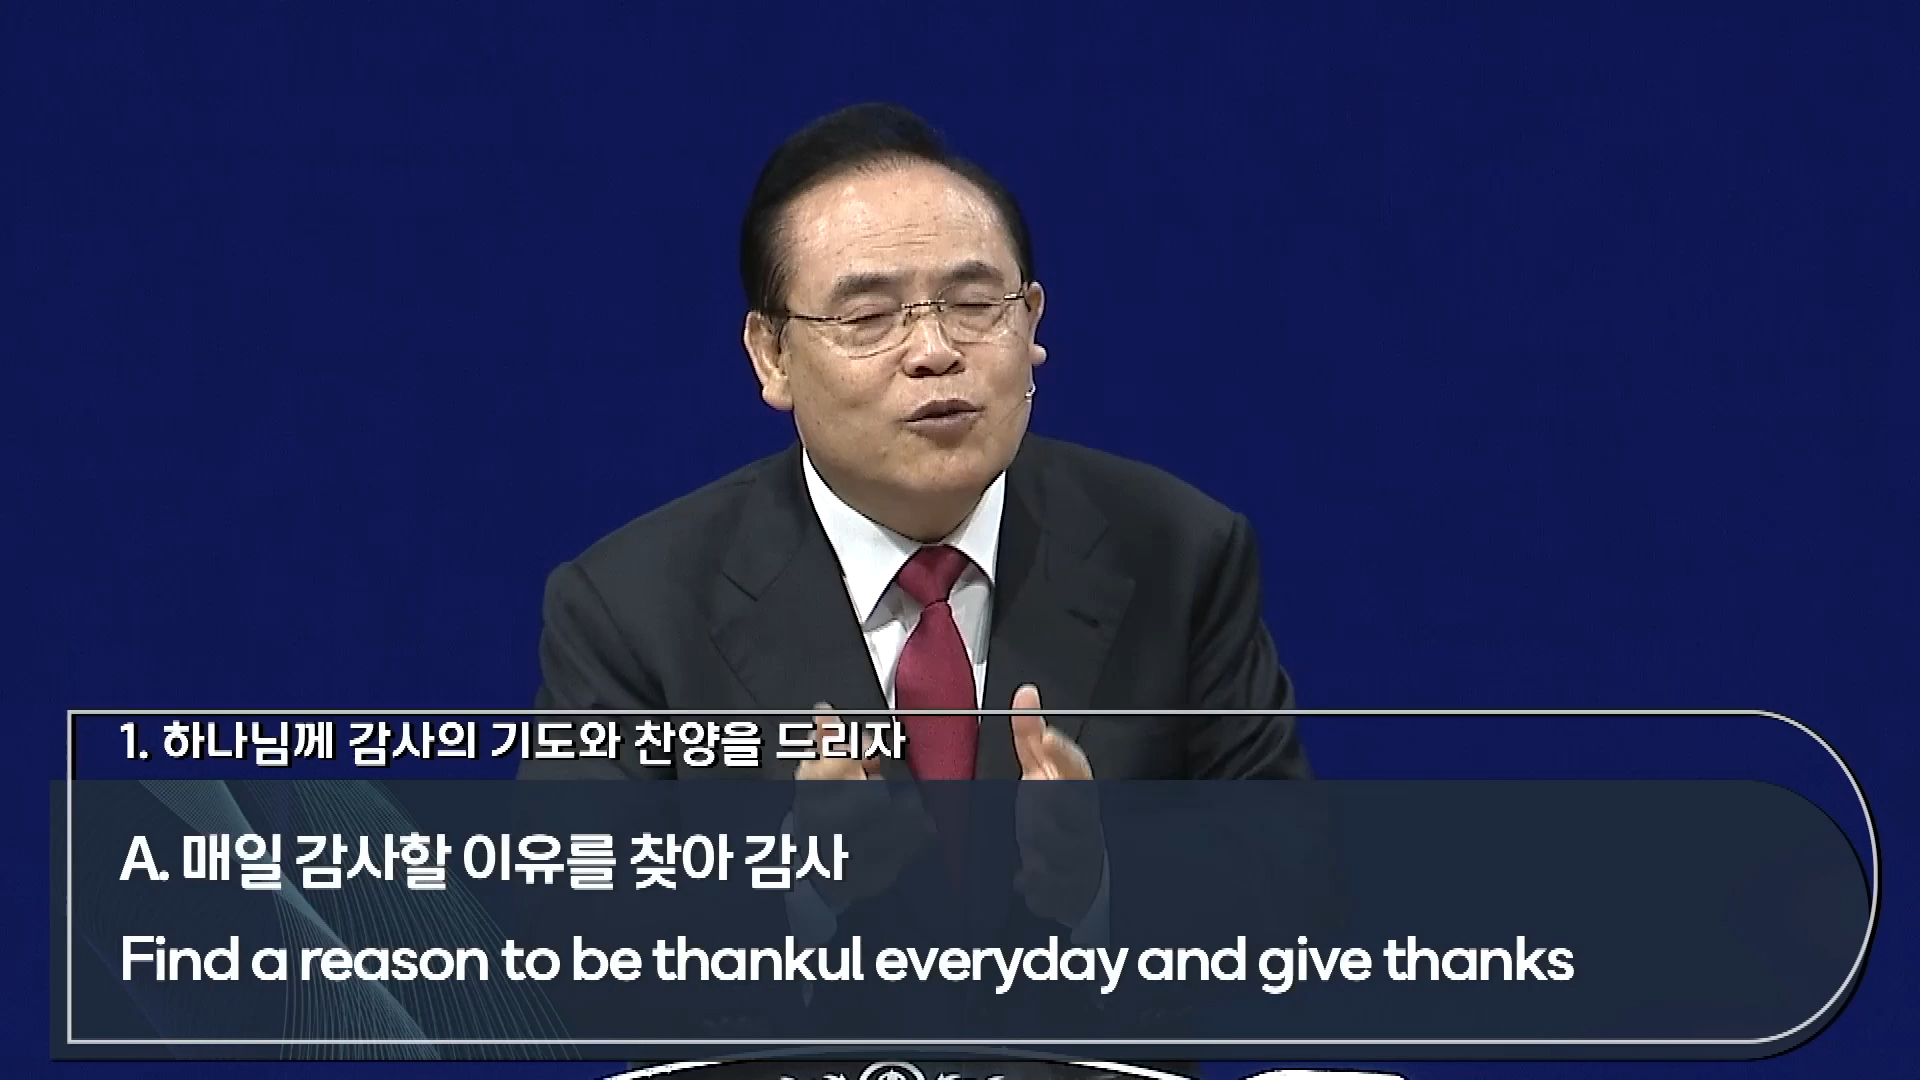 1. 하나님께 감사의 기도와 찬양을 드리자
A. 매일 감사할 이유를 찾아 감사
Find a reason to be thankul everyday and give thanks